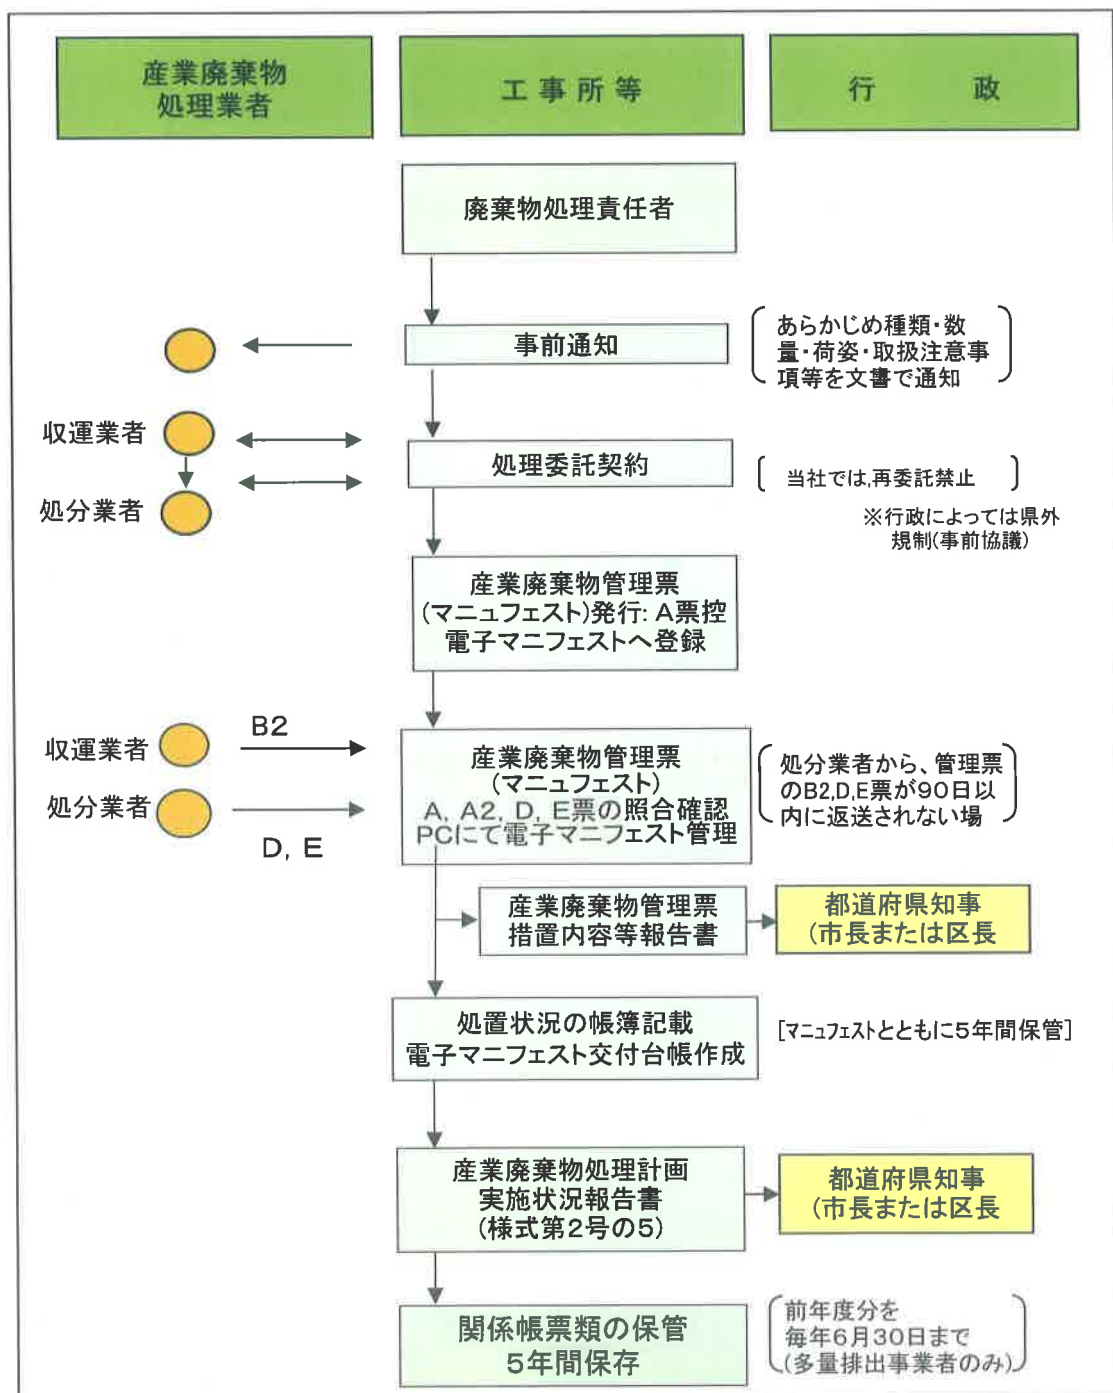 産業廃棄物
処理業者
工事所等
行 政
廃棄物処理責任者
事前通知
あらかじめ種類・数
量・荷姿・取扱注意事
項等を文書で通知
収運業者
処分業者
処理委託契約
当社では,再委託禁止
※行政によっては県外
規制(事前協議)
産業廃棄物管理票
(マニュフェスト)発行: A票控
電子マニフェストへ登録
収運業者
B2
処分業者
D, E
産業廃棄物管理票
(マニュフェスト)
A, A2, D, E票の照合確認
PCにて電子マニフェスト管理
処分業者から、管理票
のB2,D,E票が90日以
内に返送されない場
産業廃棄物管理票
措置内容等報告書
都道府県知事
(市長または区長
処置状況の帳簿記載
電子マニフェスト交付台帳作成
[マニュフェストとともに5年間保管]
産業廃棄物処理計画
実施状況報告書
(様式第2号の5)
都道府県知事
(市長または区長
関係帳票類の保管
5年間保存
前年度分を
毎年6月30日まで
(多量排出事業者のみ)